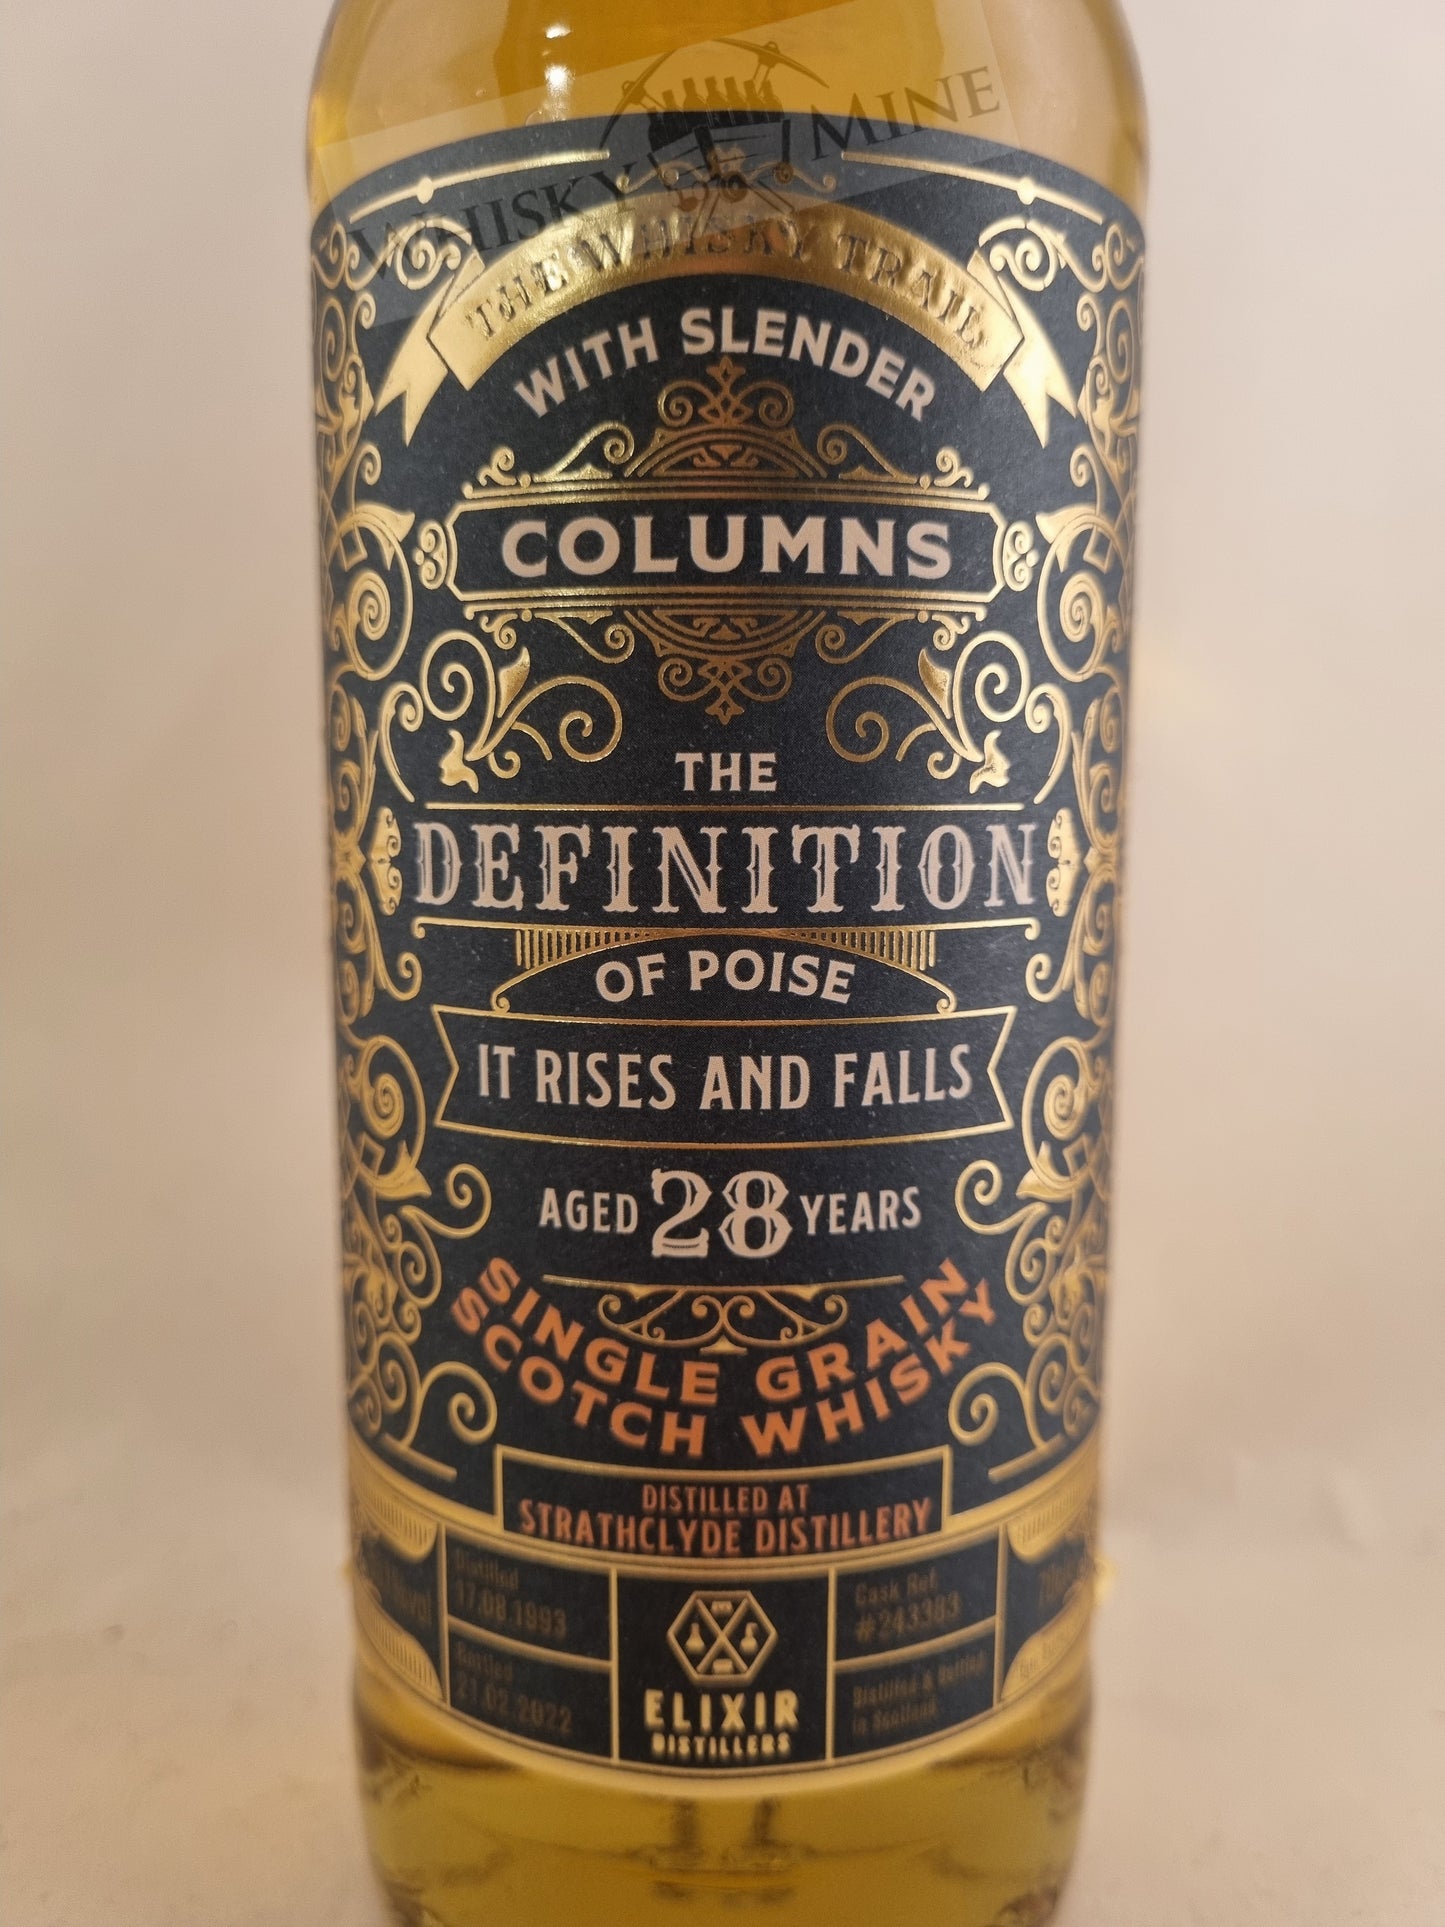 WHISKY MINE
THE WHISKY TRAIL
WITH SLENDER
COLUMNS
THE
DEFINITION
OF POISE
IT RISES AND FALLS
AGED 28 YEARS
SINGLE GRAIN
SCOTCH WHISKY
DISTILLED AT
STRATHCLYDE DISTILLERY
Distilled
17.08.1993
Bottled
21.02.2022
ELIXIR
DISTILLERS
Cask Ref
#243383
Distilled & Bottled
in Scotland